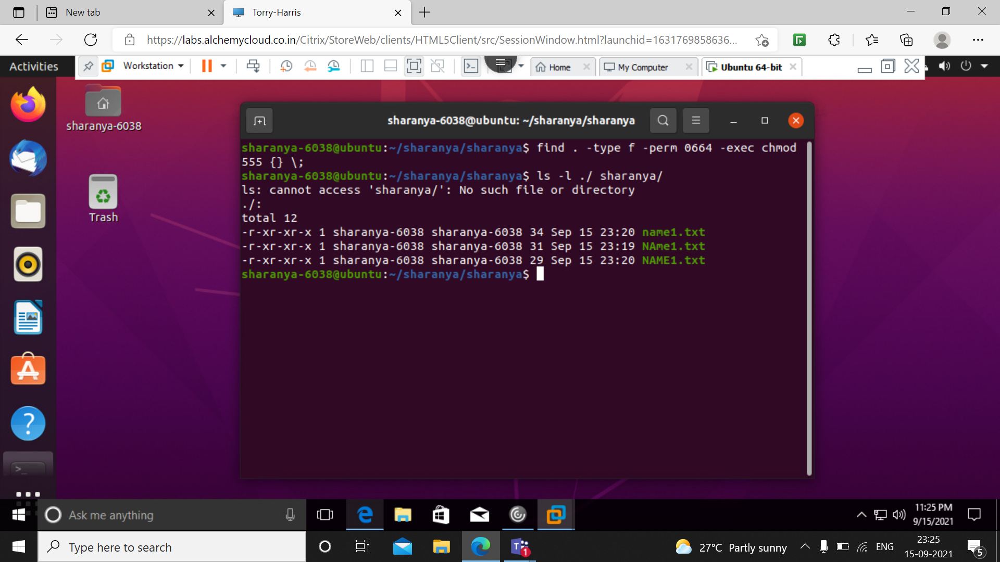 New tab
Torry-Harris
https://labs.alchemycloud.co.in/Citrix/StoreWeb/clients/HTML5Client/src/SessionWindow.html?launchid=1631769858636...
Activities
Workstation
Home
My Computer
Ubuntu 64-bit
sharanya-6038
Trash
sharanya-6038@ubuntu: ~/sharanya/sharanya
sharanya-6038@ubuntu:~/sharanya/sharanya$ find . -type f -perm 0664 -exec chmod
555 {} \;
sharanya-6038@ubuntu:~/sharanya/sharanya$ ls -l ./ sharanya/
ls: cannot access 'sharanya/': No such file or directory
./:
total 12
-r-xr-xr-x 1 sharanya-6038 sharanya-6038 34 Sep 15 23:20 name1.txt
-r-xr-xr-x 1 sharanya-6038 sharanya-6038 31 Sep 15 23:19 NAme1.txt
-r-xr-xr-x 1 sharanya-6038 sharanya-6038 29 Sep 15 23:20 NAME1.txt
sharanya-6038@ubuntu:~/sharanya/sharanya$
Ask me anything
11:25 PM
9/15/2021
Type here to search
1
27°C Partly sunny
ENG
23:25
15-09-2021
5